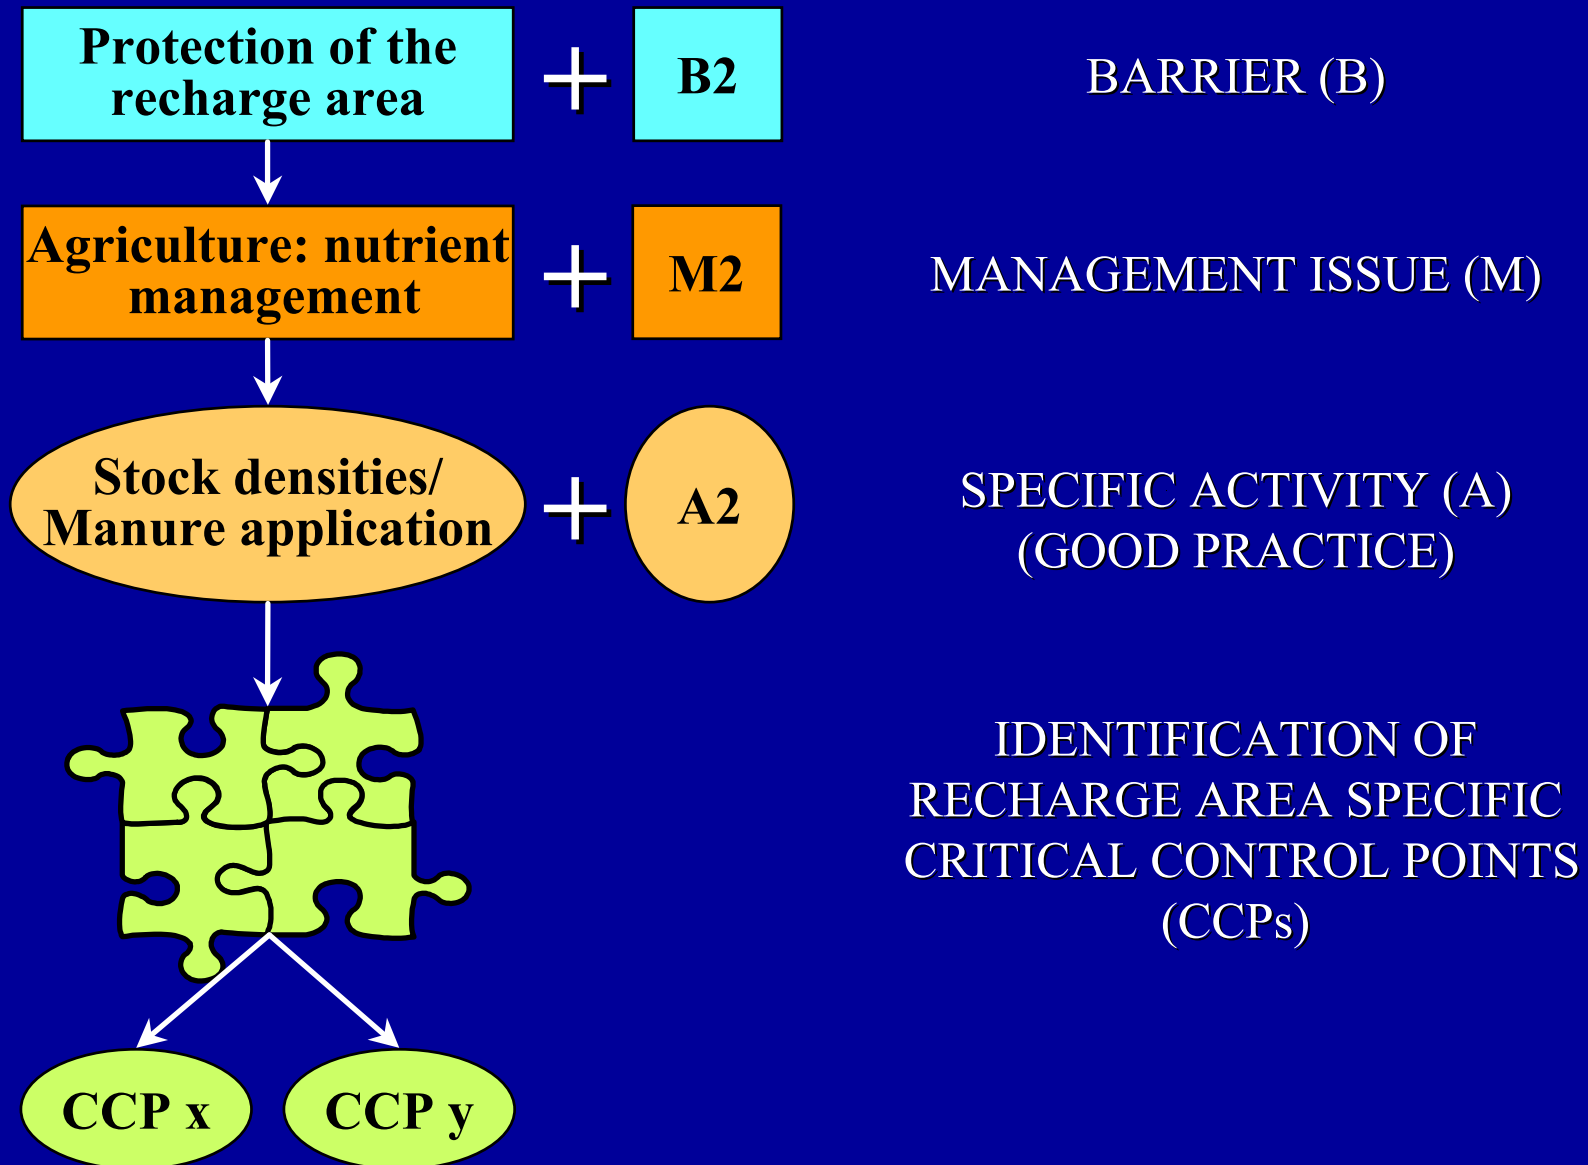 Protection of the
recharge area
+
B2
BARRIER (B)
Agriculture: nutrient
management
+
M2
MANAGEMENT ISSUE (M)
Stock densities/
Manure application
+
A2
SPECIFIC ACTIVITY (A)
(GOOD PRACTICE)
IDENTIFICATION OF
RECHARGE AREA SPECIFIC
CRITICAL CONTROL POINTS
(CCPs)
CCP x
CCP y